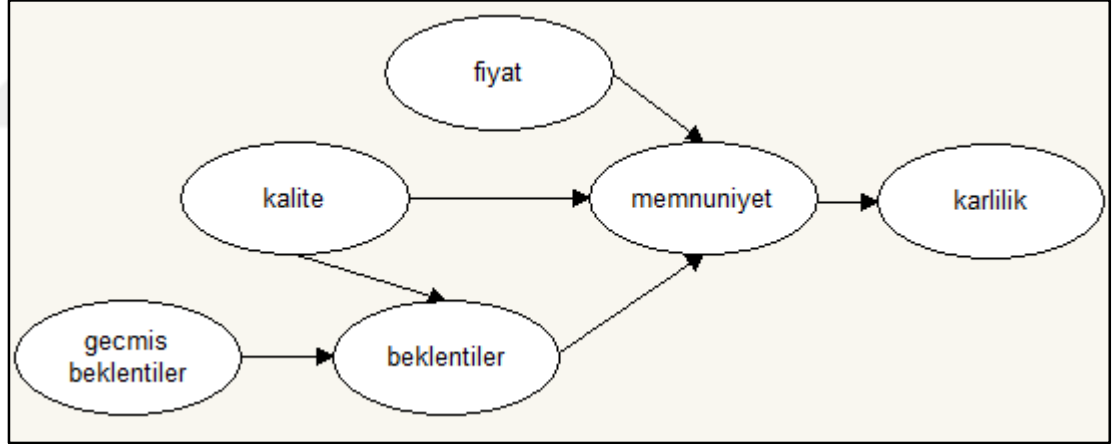 fiyat
kalite
memnuniyet
karlilik
gecmis
beklentiler
beklentiler